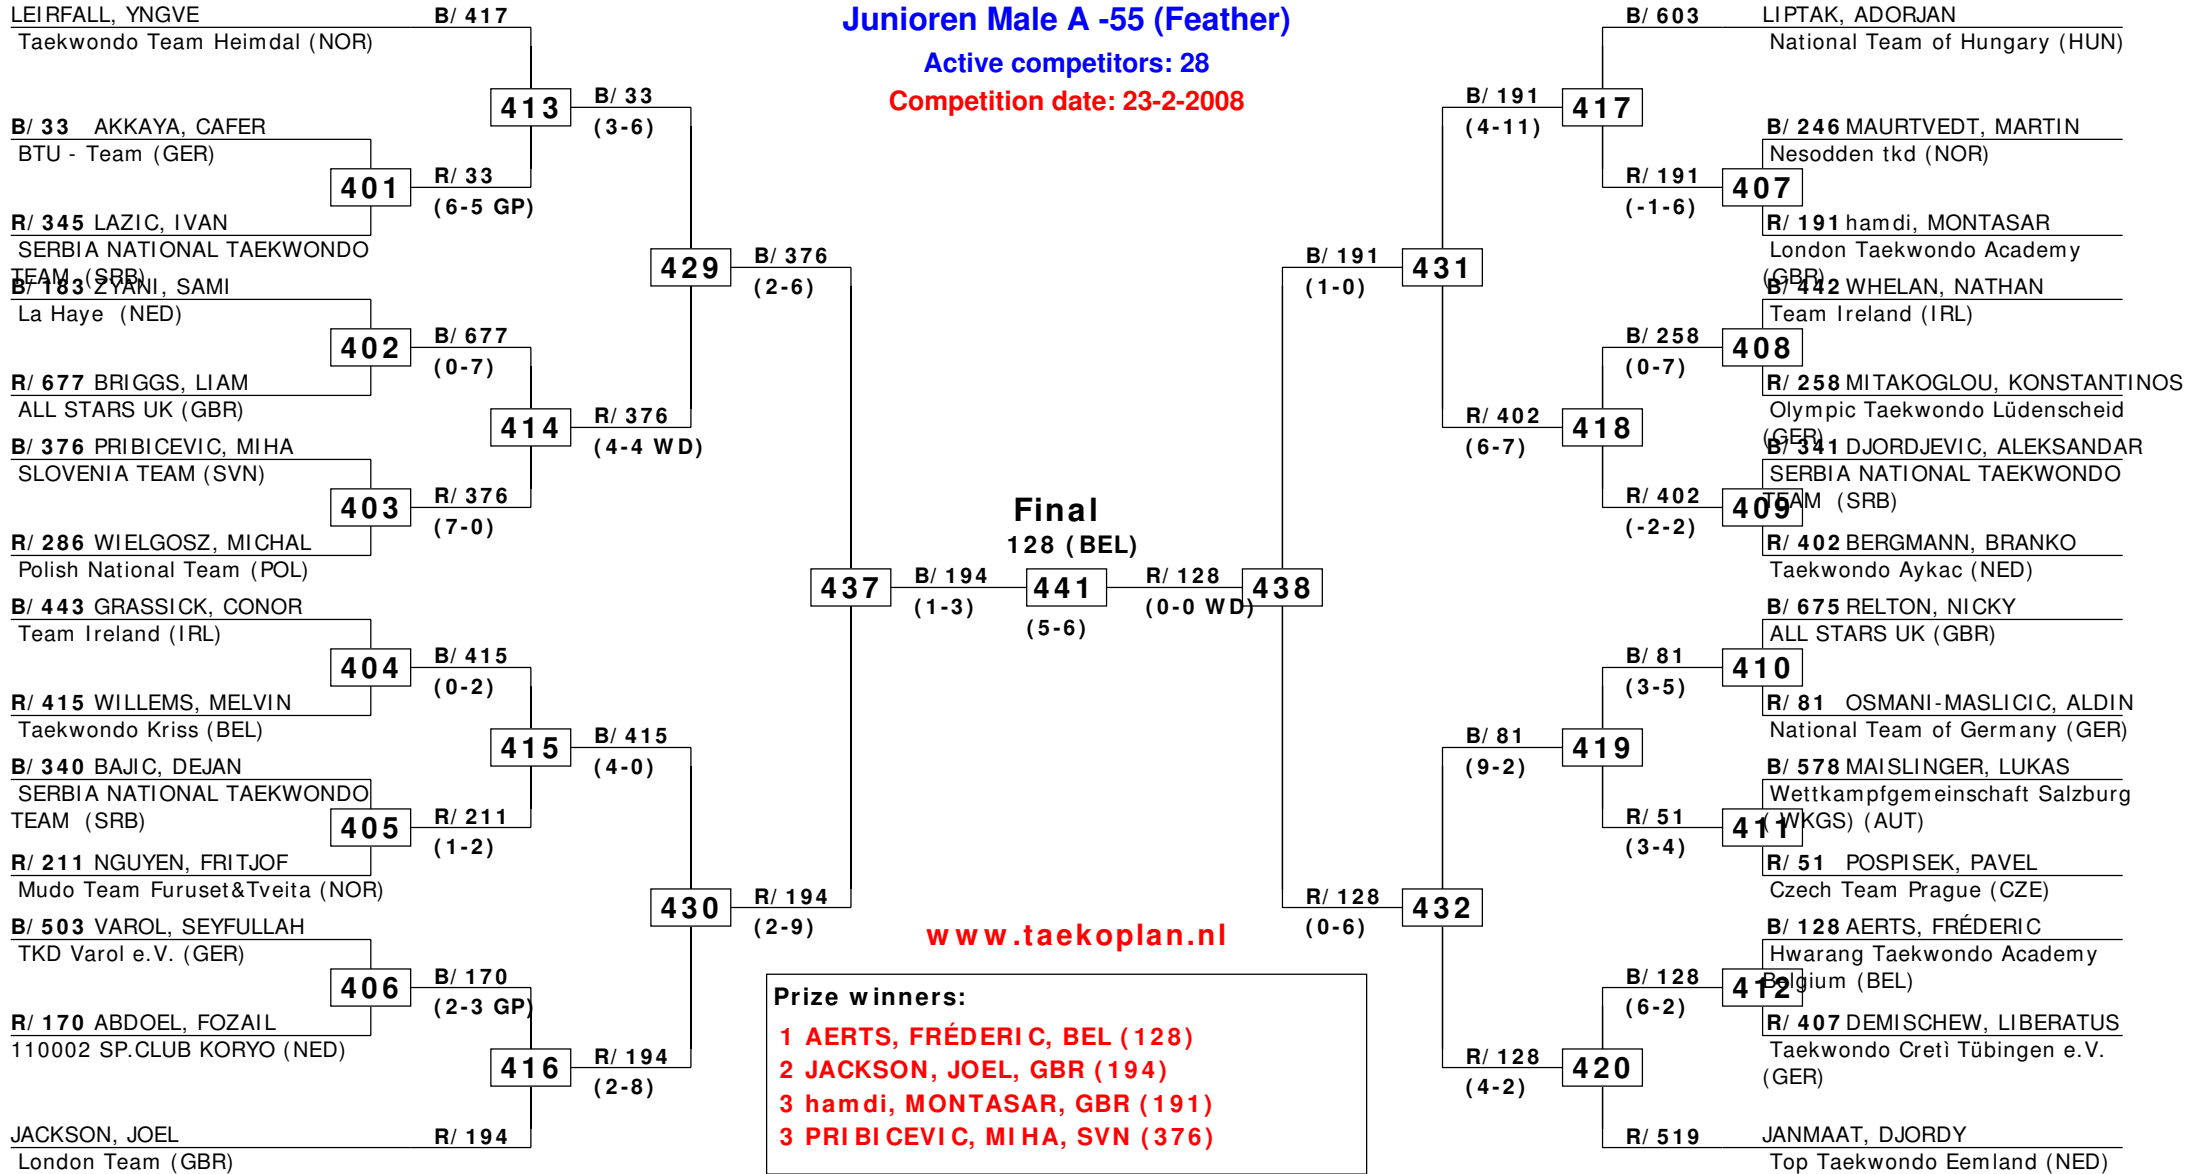 Junioren Male A -55 (Feather)
Active competitors: 28
Competition date: 23-2-2008
LEIRFALL, YNGVE
B/ 417
Taekwondo Team Heimdal (NOR)
B/ 33 AKKAYA, CAFER
BTU - Team (GER)
401
R/ 345 LAZIC, IVAN
SERBIA NATIONAL TAEKWONDO
TEAM (SRB)
B/ 183 ZYANI, SAMI
La Haye (NED)
402
R/ 677 BRIGGS, LIAM
ALL STARS UK (GBR)
B/ 376 PRIBICEVIC, MIHA
SLOVENIA TEAM (SVN)
403
R/ 286 WIELGOSZ, MICHAL
Polish National Team (POL)
B/ 443 GRASSICK, CONOR
Team Ireland (IRL)
404
R/ 415 WILLEMS, MELVIN
Taekwondo Kriss (BEL)
B/ 340 BAJIC, DEJAN
SERBIA NATIONAL TAEKWONDO
TEAM (SRB)
405
R/ 211 NGUYEN, FRITJOF
Mudo Team Furuset&Tveita (NOR)
B/ 503 VAROL, SEYFULLAH
TKD Varol e.V. (GER)
406
R/ 170 ABDOEL, FOZAIL
110002 SP.CLUB KORYO (NED)
JACKSON, JOEL
R/ 194
London Team (GBR)
413
R/ 33
(6-5 GP)
B/ 677
(0-7)
414
R/ 376
(7-0)
B/ 415
(0-2)
415
R/ 211
(1-2)
B/ 170
(2-3 GP)
416
B/ 33
(3-6)
429
R/ 376
(4-4 WD)
B/ 415
(4-0)
430
R/ 194
(2-8)
B/ 376
(2-6)
437
R/ 194
(2-9)
Final
128 (BEL)
B/ 194
(1-3)
441
(5-6)
R/ 128
(0-0 WD)
438
B/ 191
(1-0)
R/ 128
(0-6)
431
432
B/ 191
(4-11)
R/ 402
(6-7)
B/ 81
(9-2)
R/ 128
(4-2)
417
418
419
420
B/ 603
R/ 191
(-1-6)
B/ 258
(0-7)
R/ 402
(-2-2)
B/ 81
(3-5)
R/ 51
(3-4)
B/ 128
(6-2)
R/ 519
LIPTAK, ADORJAN
National Team of Hungary (HUN)
B/ 246 MAURTVEDT, MARTIN
Nesodden tkd (NOR)
407
R/ 191 hamdi, MONTASAR
London Taekwondo Academy
(GBR)
B/ 442 WHELAN, NATHAN
Team Ireland (IRL)
408
R/ 258 MITAKOGLOU, KONSTANTINOS
Olympic Taekwondo Lüdenscheid
(GER)
B/ 341 DJORDJEVIC, ALEKSANDAR
SERBIA NATIONAL TAEKWONDO
TEAM (SRB)
409
R/ 402 BERGMANN, BRANKO
Taekwondo Aykac (NED)
B/ 675 RELTON, NICKY
ALL STARS UK (GBR)
410
R/ 81 OSMANI-MASLICIC, ALDIN
National Team of Germany (GER)
B/ 578 MAISLINGER, LUKAS
Wettkampfgemeinschaft Salzburg
( WKGS) (AUT)
411
R/ 51 POSPISEK, PAVEL
Czech Team Prague (CZE)
B/ 128 AERTS, FRÉDERIC
Hwarang Taekwondo Academy
Belgium (BEL)
412
R/ 407 DEMISCHEW, LIBERATUS
Taekwondo Cretì Tübingen e.V.
(GER)
JANMAAT, DJORDY
Top Taekwondo Eemland (NED)
www.taekoplan.nl
Prize winners:
1 AERTS, FRÉDERIC, BEL (128)
2 JACKSON, JOEL, GBR (194)
3 hamdi, MONTASAR, GBR (191)
3 PRIBICEVIC, MIHA, SVN (376)